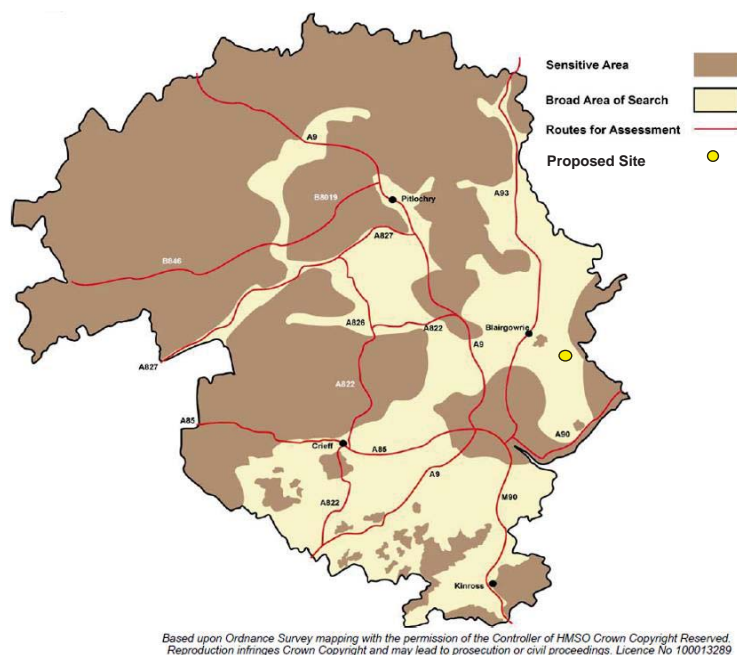 Sensitive Area
Broad Area of Search
Routes for Assessment
Proposed Site
A9
B8019
Pitlochry
A93
A827
B846
A826
A822
Blairgowrie
A9
A827
A822
A85
A90
Crieff
A85
A9
A822
M90
Kinross
Based upon Ordnance Survey mapping with the permission of the Controller of HMSO Crown Copyright Reserved.
Reproduction infringes Crown Copyright and may lead to prosecution or civil proceedings. Licence No 100013289